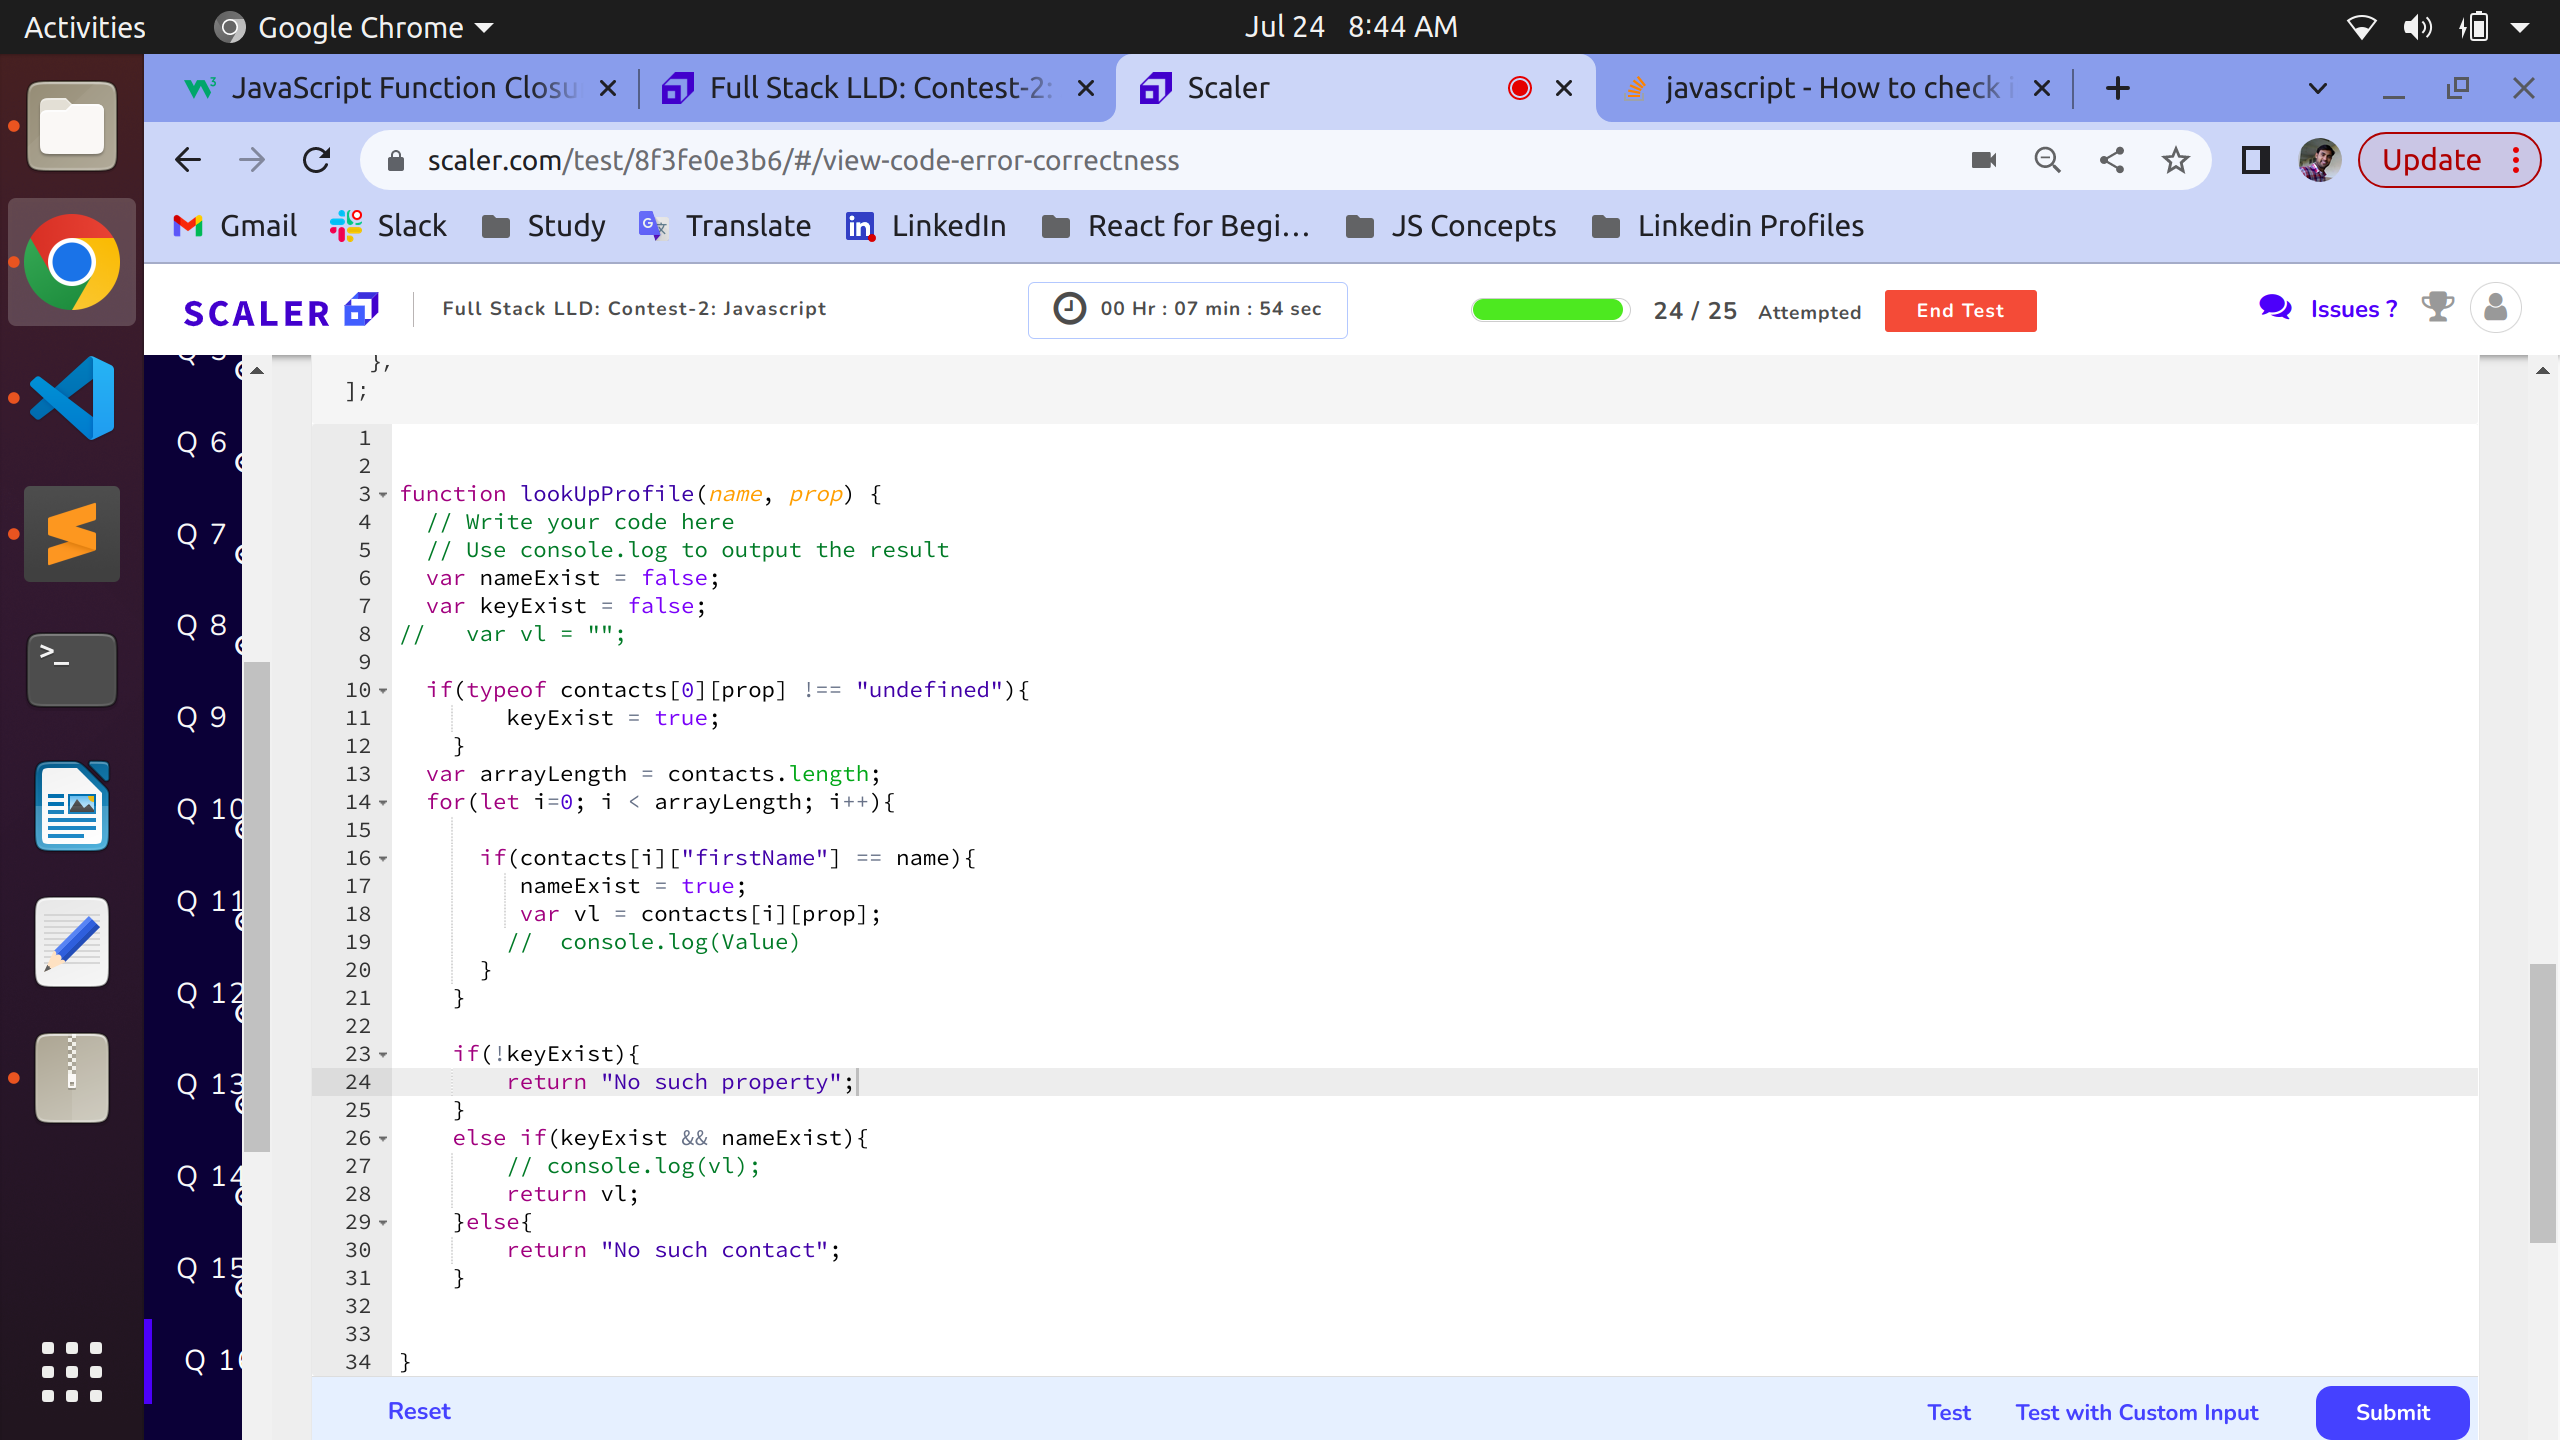 Activities
Google Chrome
Jul 24 8:44 AM
JavaScript Function Closu
Full Stack LLD: Contest-2:
Scaler
javascript - How to check i
scaler.com/test/8f3fe0e3b6/#/view-code-error-correctness
Update
Gmail
Slack
Study
Translate
LinkedIn
React for Begi...
JS Concepts
Linkedin Profiles
SCALER
Full Stack LLD: Contest-2: Javascript
00 Hr : 07 min : 54 sec
24 / 25 Attempted
End Test
Issues ?
Q 6
Q 7
Q 8
Q 9
Q 10
Q 11
Q 12
Q 13
Q 14
Q 15
},
];
1
2
3 function lookUpProfile(name, prop) {
4 // Write your code here
5 // Use console.log to output the result
6 var nameExist = false;
7 var keyExist = false;
8 // var vl = "";
9
10 if(typeof contacts[0][prop] !== "undefined"){
11 keyExist = true;
12 }
13 var arrayLength = contacts.length;
14 for(let i=0; i < arrayLength; i++){
15
16 if(contacts[i]["firstName"] == name){
17 nameExist = true;
18 var vl = contacts[i][prop];
19 // console.log(Value)
20 }
21 }
22
23 if(!keyExist){
24 return "No such property";
25 }
26 else if(keyExist && nameExist){
27 // console.log(vl);
28 return vl;
29 }else{
30 return "No such contact";
31 }
32
33
34 }
Reset
Test
Test with Custom Input
Submit